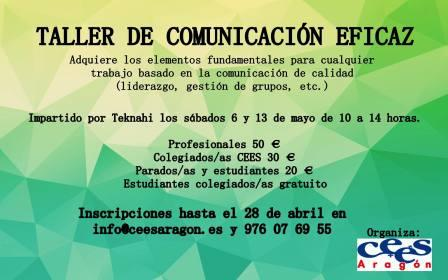 TALLER DE COMUNICACIÓN EFICAZ
Adquiere los elementos fundamentales para cualquier
trabajo basado en la comunicación de calidad
(liderazgo, gestión de grupos, etc.)
Impartido por Teknahi los sábados 6 y 13 de mayo de 10 a 14 horas.
Profesionales 50 €
Colegiados/as CEES 30 €
Parados/as y estudiantes 20 €
Estudiantes colegiados/as gratuito
Inscripciones hasta el 28 de abril en
info@ceesaragon.es y 976 07 69 55
Organiza:
cees
Aragón